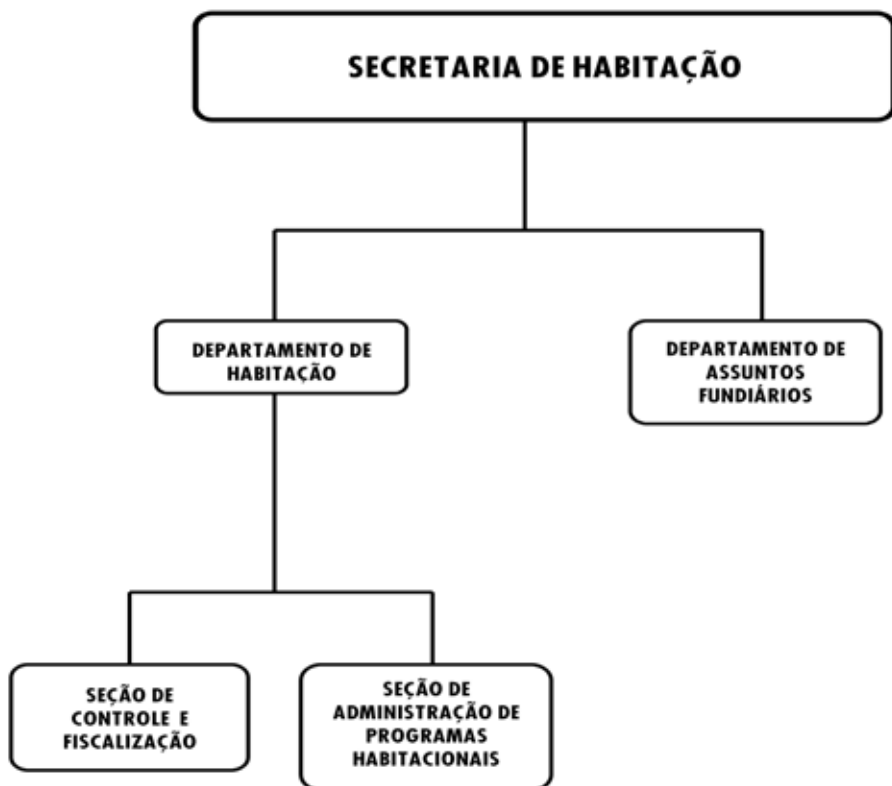 SECRETARIA DE HABITAÇÃO
DEPARTAMENTO DE
HABITAÇÃO
DEPARTAMENTO DE
ASSUNTOS
FUNDIÁRIOS
SEÇÃO DE
CONTROLE E
FISCALIZAÇÃO
SEÇÃO DE
ADMINISTRAÇÃO DE
PROGRAMAS
HABITACIONAIS